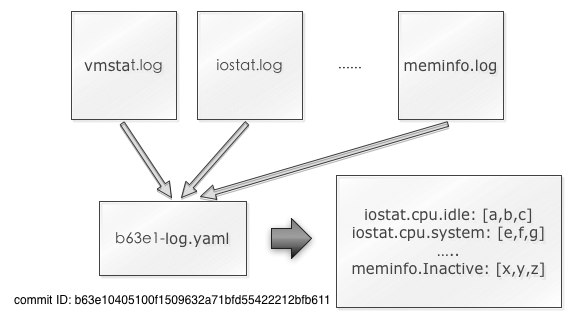 vmstat.log
iostat.log
......
meminfo.log
b63e1-log.yaml
iostat.cpu.idle: [a,b,c]
iostat.cpu.system: [e,f,g]
.....
meminfo.Inactive: [x,y,z]
commit ID: b63e10405100f1509632a71bfd55422212bfb611